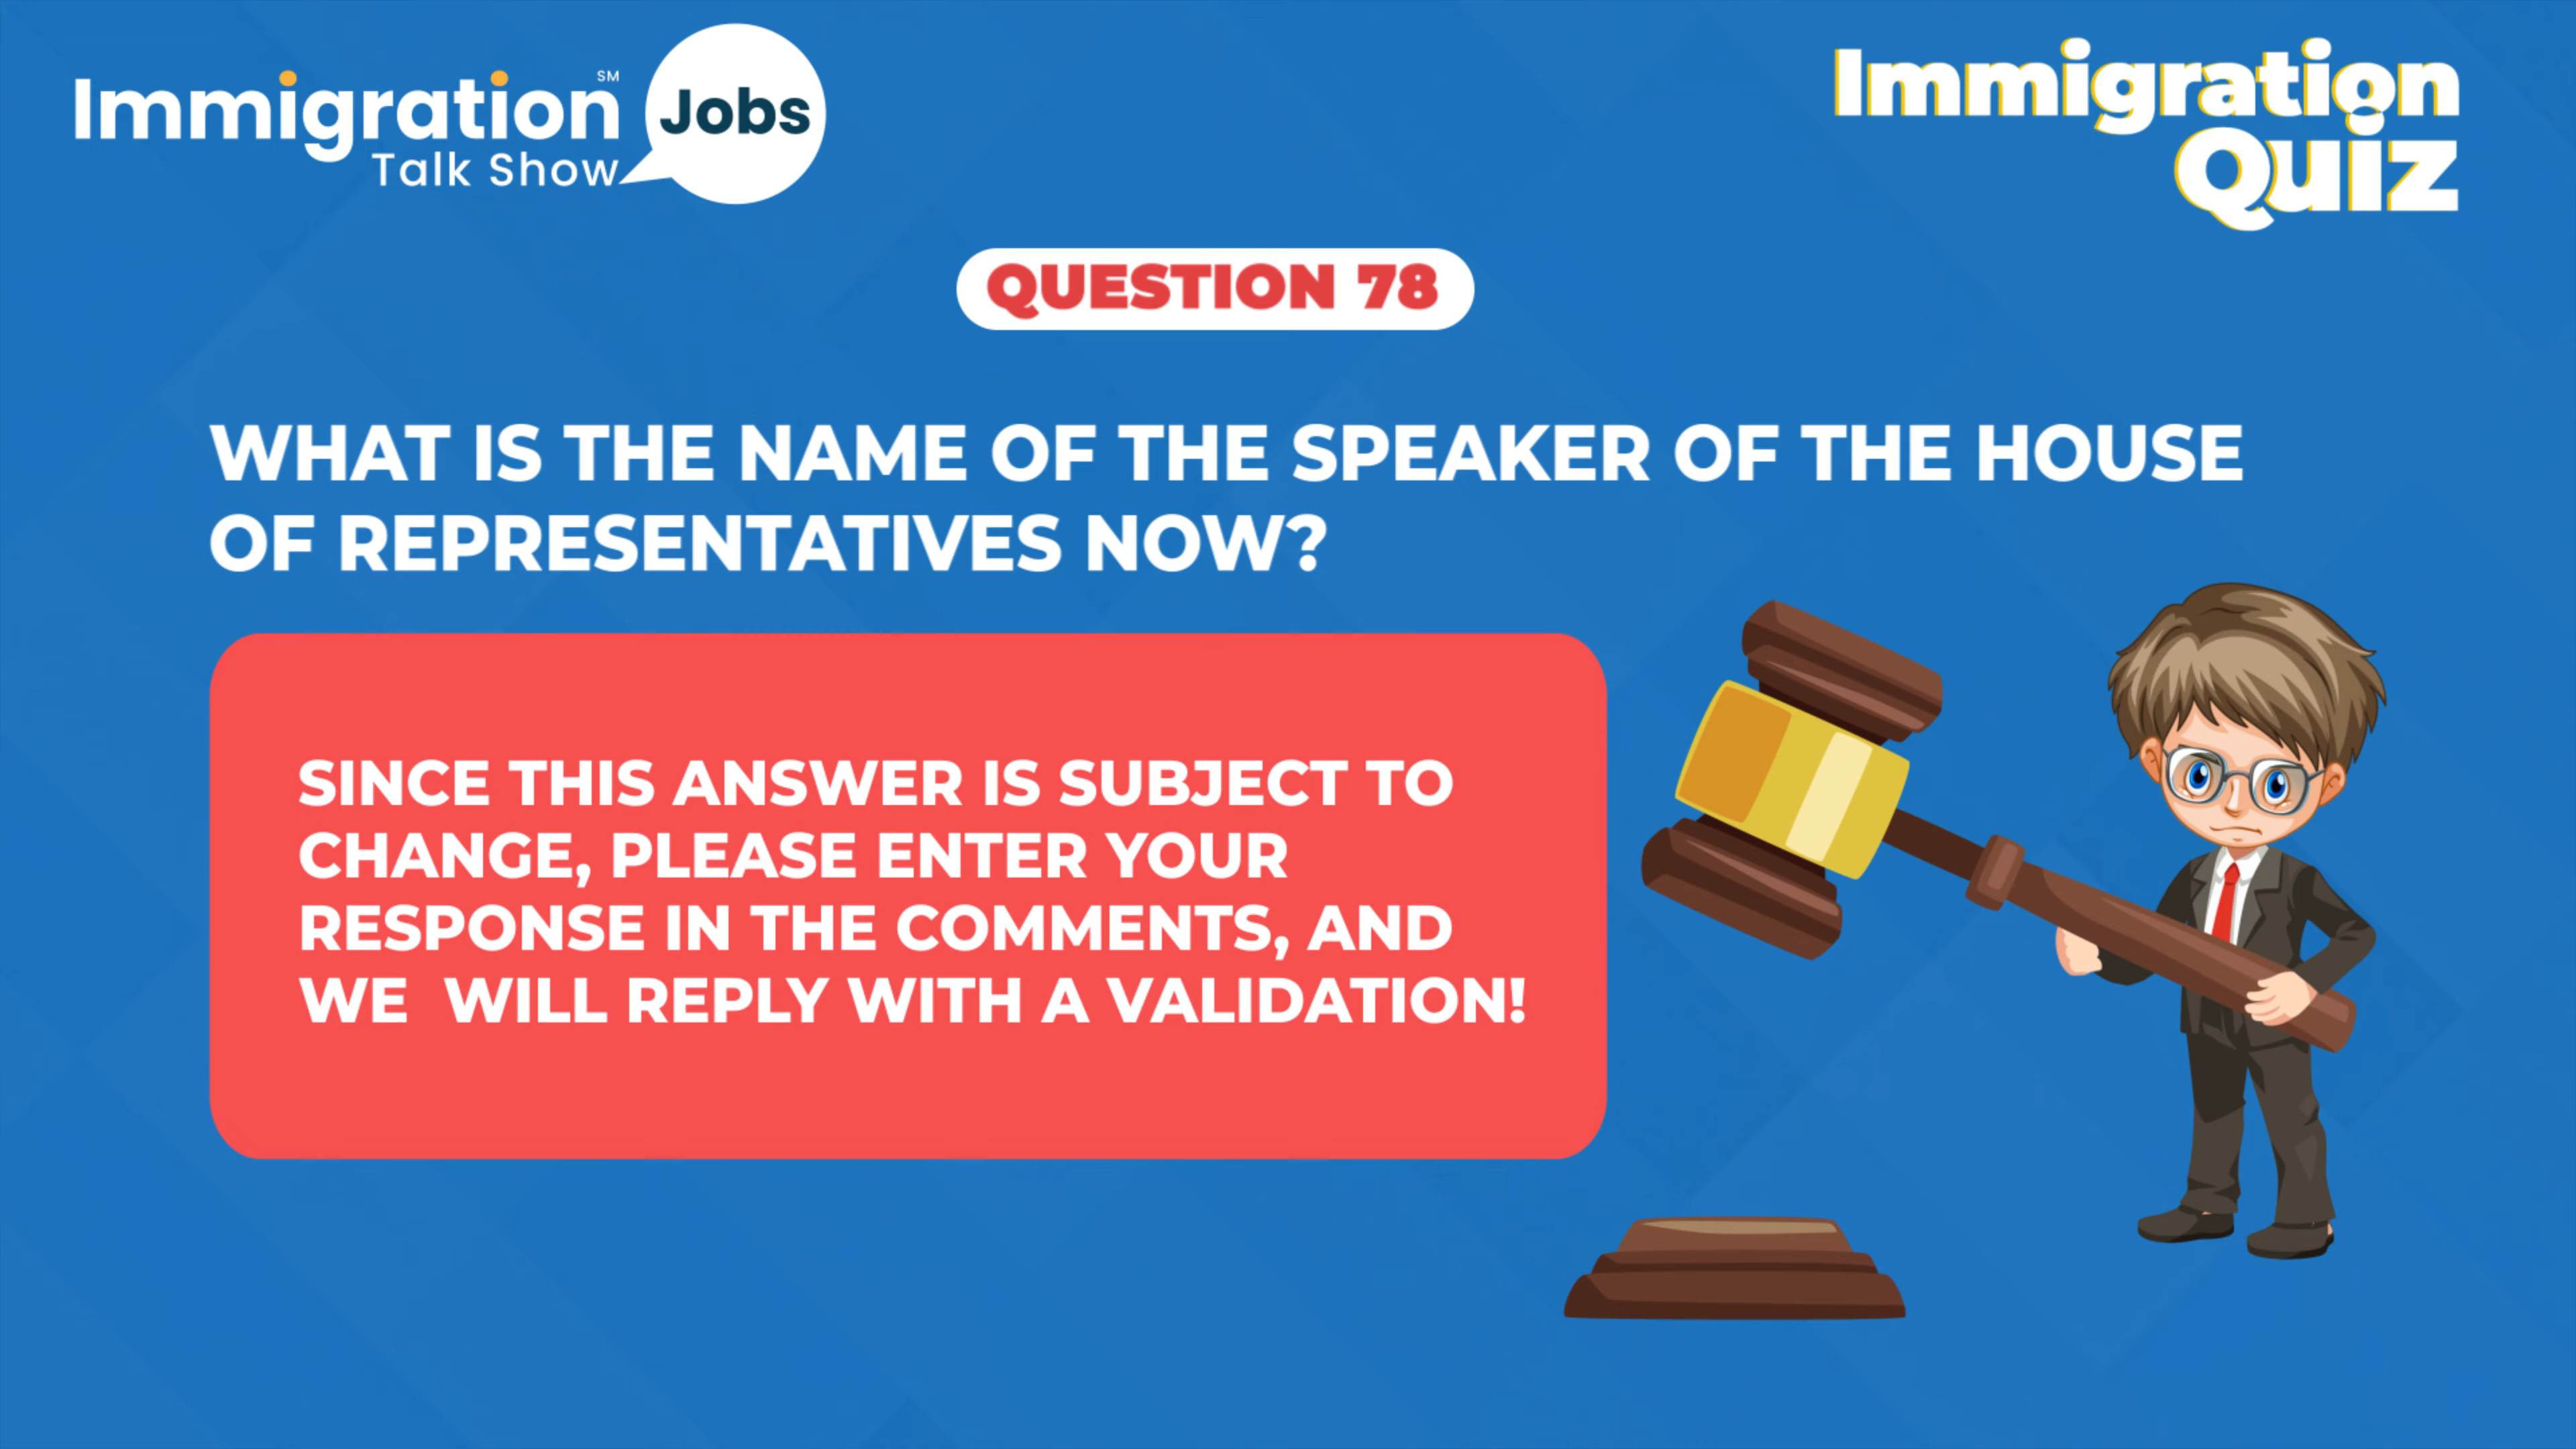 Immigration SM
Talk Show
Jobs
Immigration
Quiz
QUESTION 78
WHAT IS THE NAME OF THE SPEAKER OF THE HOUSE
OF REPRESENTATIVES NOW?
SINCE THIS ANSWER IS SUBJECT TO
CHANGE, PLEASE ENTER YOUR
RESPONSE IN THE COMMENTS, AND
WE WILL REPLY WITH A VALIDATION!